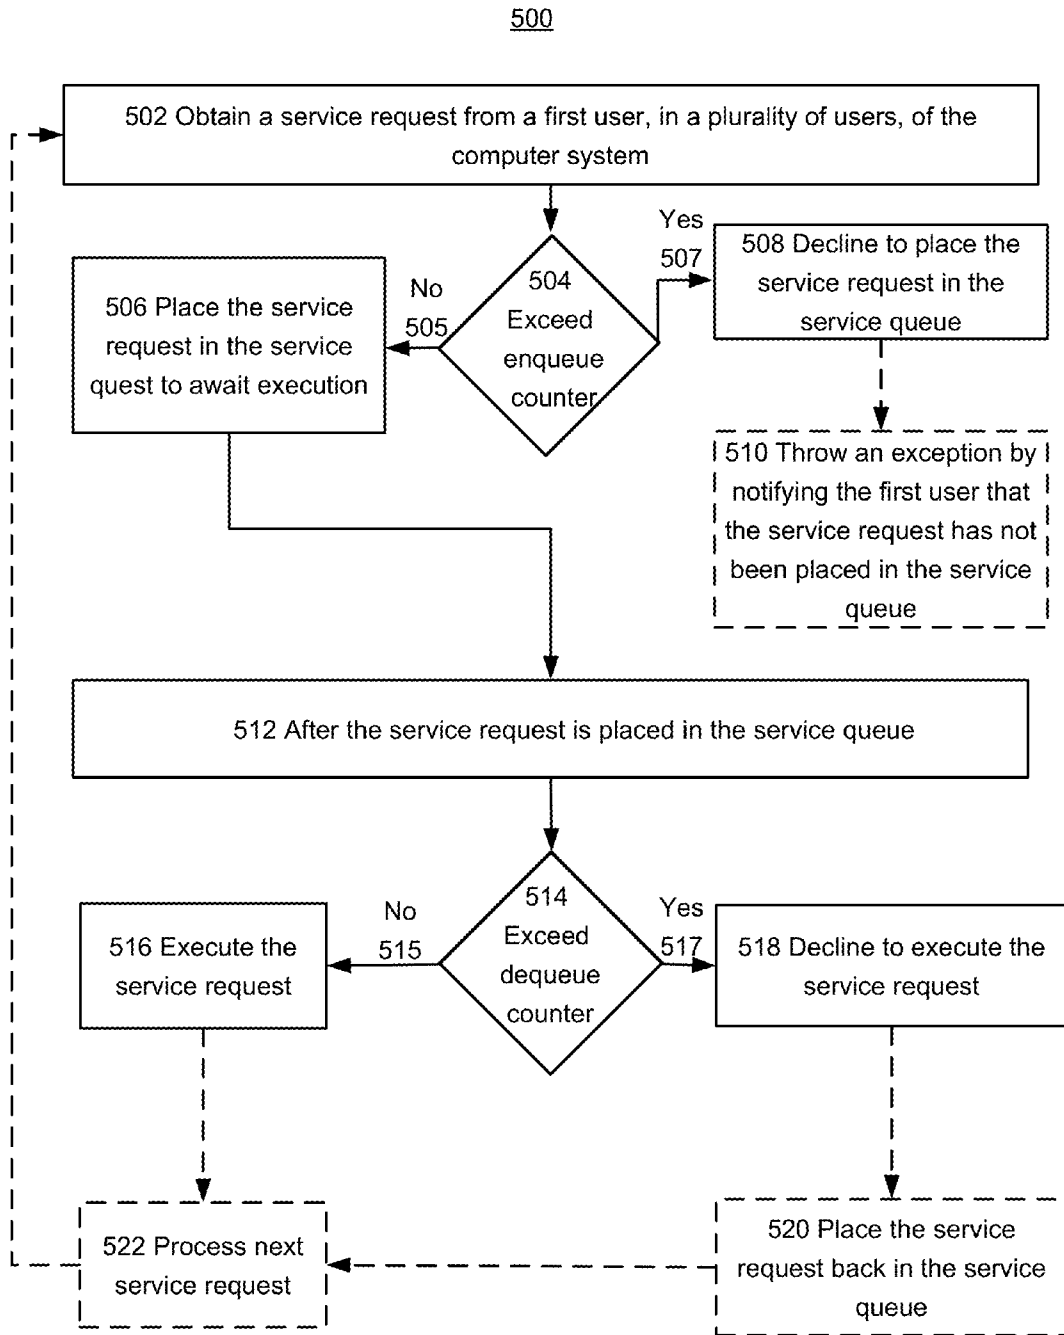 500
502 Obtain a service request from a first user, in a plurality of users, of the
computer system
Yes
507
508 Decline to place the
service request in the
service queue
504
Exceed
enqueue
counter
No
505
506 Place the service
request in the service
quest to await execution
510 Throw an exception by
notifying the first user that
the service request has not
been placed in the service
queue
512 After the service request is placed in the service queue
514
Exceed
dequeue
counter
No
515
Yes
517
516 Execute the
service request
518 Decline to execute the
service request
522 Process next
service request
520 Place the service
request back in the service
queue